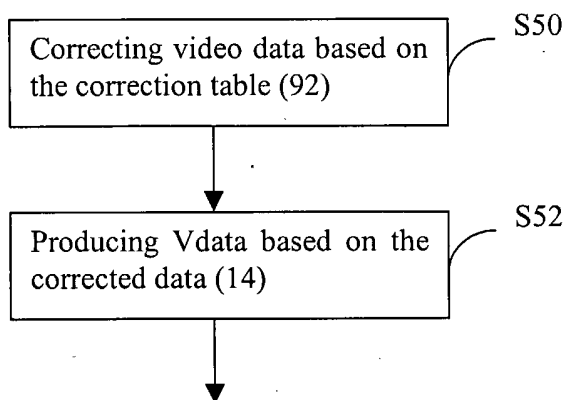 S50
Correcting video data based on
the correction table (92)
S52
Producing Vdata based on the
corrected data (14)